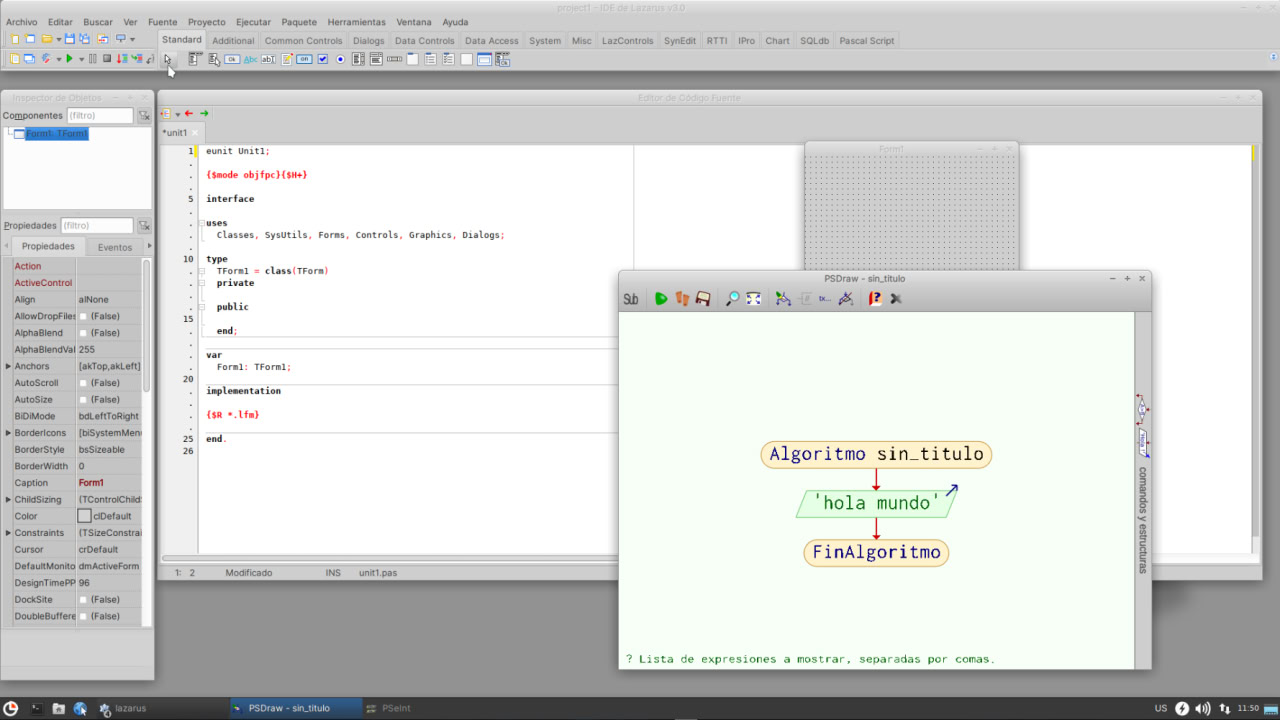 project1 - IDE de Lazarus v3.0
Archivo Editar Buscar Ver Fuente Proyecto Ejecutar Paquete Herramientas Ventana Ayuda
Standard Additional Common Controls Dialogs Data Controls Data Access System Misc LazControls SynEdit RTTI IPro Chart SQLdb Pascal Script
Ok Abc abI on
Inspector de Objetos
Componentes (filtro)
Form1: TForm1
Propiedades (filtro)
Propiedades Eventos
Action
ActiveControl
Align alNone
AllowDropFiles (False)
AlphaBlend (False)
AlphaBlendVal 255
Anchors [akTop,akLeft]
AutoScroll (False)
AutoSize (False)
BiDiMode bdLeftToRight
BorderIcons [biSystemMenu
BorderStyle bsSizeable
BorderWidth 0
Caption Form1
ChildSizing (TControlChildS
Color clDefault
Constraints (TSizeConstrai
Cursor crDefault
DefaultMonito dmActiveForm
DesignTimePP 96
DockSite (False)
DoubleBuffere (False)
Editor de Código Fuente
*unit1
1 eunit Unit1;
{$mode objfpc}{$H+}
5 interface
uses
Classes, SysUtils, Forms, Controls, Graphics, Dialogs;
10 type
TForm1 = class(TForm)
private
public
15
end;
var
Form1: TForm1;
20
implementation
{$R *.lfm}
25 end.
26
1: 2 Modificado INS unit1.pas
Form1
PSDraw - sin_titulo
Sub tx...
Algoritmo sin_titulo
'hola mundo'
FinAlgoritmo
comandos y estructuras
? Lista de expresiones a mostrar, separadas por comas.
lazarus PSDraw - sin_titulo PSeInt US 11:50